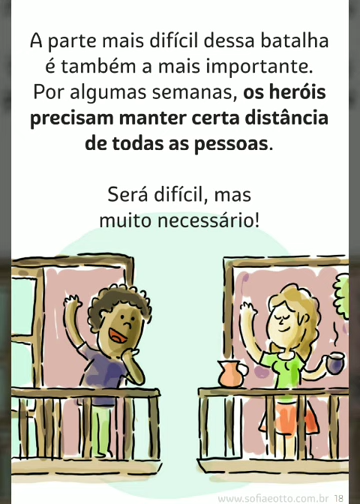 A parte mais difícil dessa batalha
é também a mais importante.
Por algumas semanas, os heróis
precisam manter certa distância
de todas as pessoas.
Será difícil, mas
muito necessário!
www.sofiaeotto.com.br 18